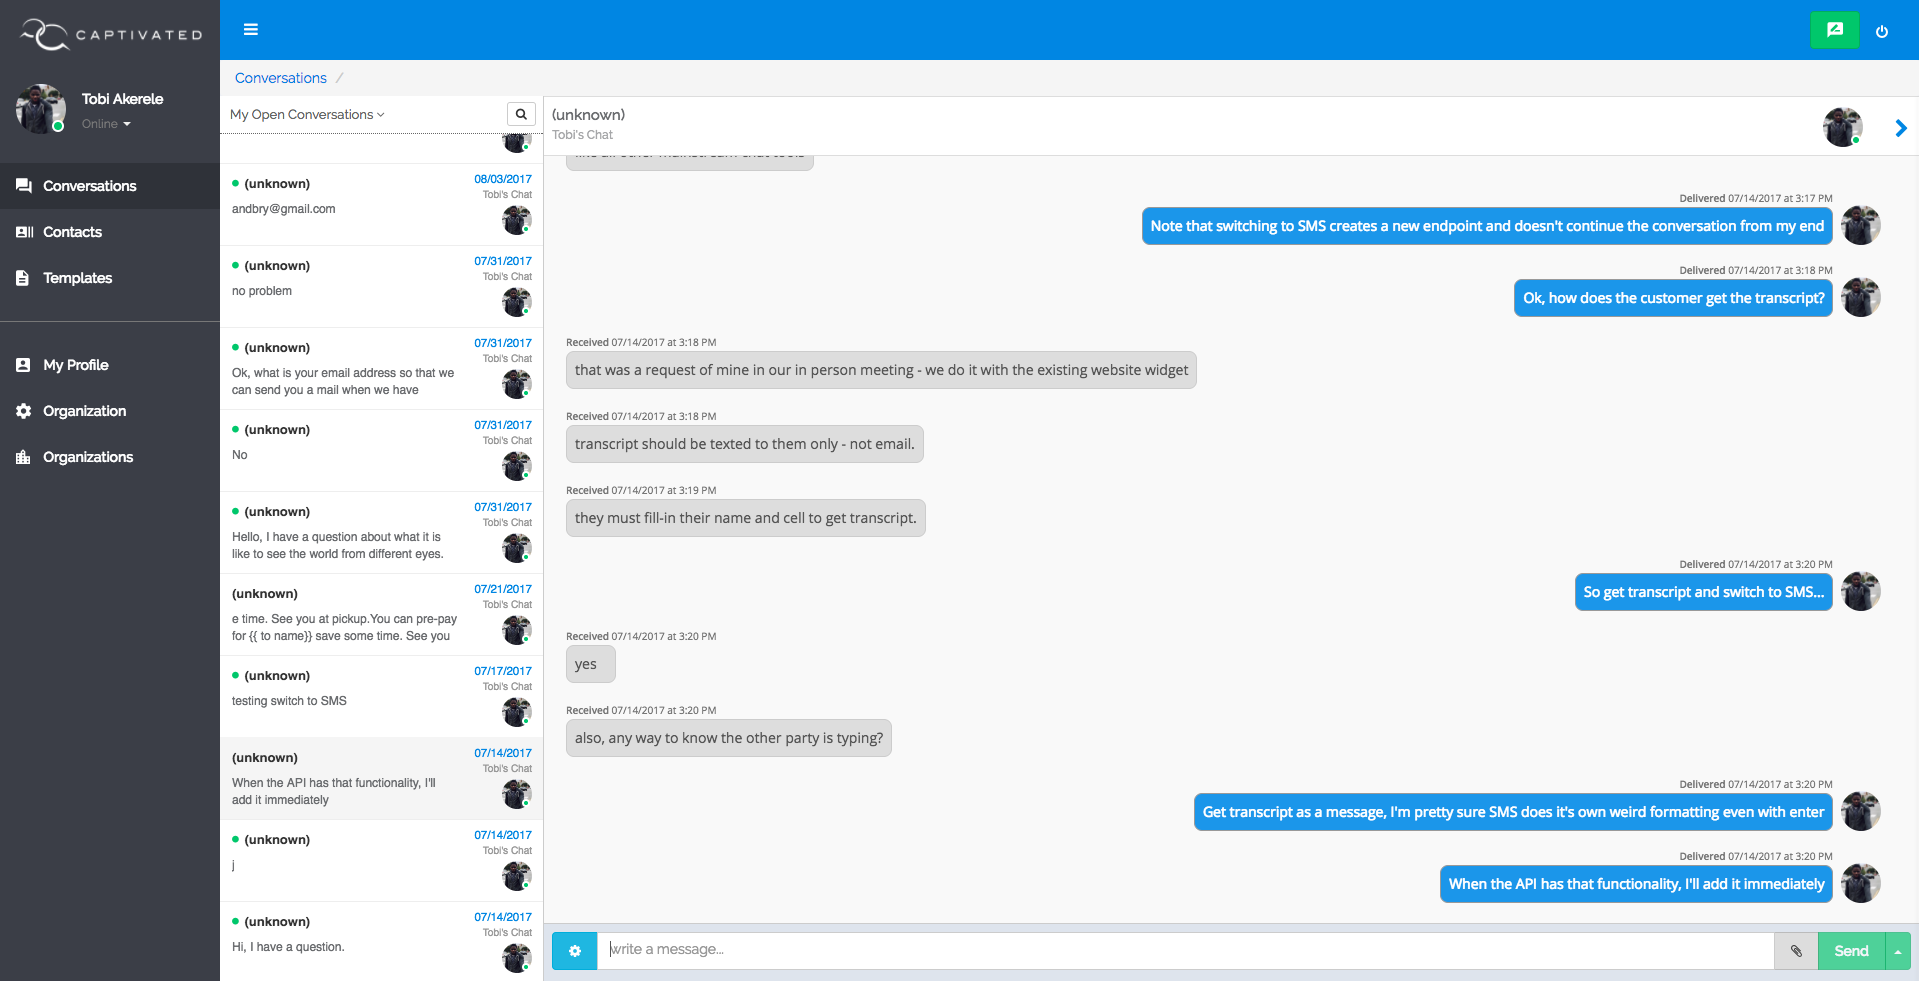 CAPTIVATED
Tobi Akerele
Online
Conversations
Contacts
Templates
My Profile
Organization
Organizations
Conversations /
My Open Conversations
(unknown)
08/03/2017
Tobi's Chat
andbry@gmail.com
(unknown)
07/31/2017
Tobi's Chat
no problem
(unknown)
07/31/2017
Tobi's Chat
Ok, what is your email address so that we
can send you a mail when we have
(unknown)
07/31/2017
Tobi's Chat
No
(unknown)
07/31/2017
Tobi's Chat
Hello, I have a question about what it is
like to see the world from different eyes.
(unknown)
07/21/2017
Tobi's Chat
e time. See you at pickup.You can pre-pay
for {{ to name}} save some time. See you
(unknown)
07/17/2017
Tobi's Chat
testing switch to SMS
(unknown)
07/14/2017
Tobi's Chat
When the API has that functionality, I'll
add it immediately
(unknown)
07/14/2017
Tobi's Chat
j
(unknown)
07/14/2017
Tobi's Chat
Hi, I have a question.
(unknown)
Tobi's Chat
like all other mainstream chat tools
Delivered 07/14/2017 at 3:17 PM
Note that switching to SMS creates a new endpoint and doesn't continue the conversation from my end
Delivered 07/14/2017 at 3:18 PM
Ok, how does the customer get the transcript?
Received 07/14/2017 at 3:18 PM
that was a request of mine in our in person meeting - we do it with the existing website widget
Received 07/14/2017 at 3:18 PM
transcript should be texted to them only - not email.
Received 07/14/2017 at 3:19 PM
they must fill-in their name and cell to get transcript.
Delivered 07/14/2017 at 3:20 PM
So get transcript and switch to SMS...
Received 07/14/2017 at 3:20 PM
yes
Received 07/14/2017 at 3:20 PM
also, any way to know the other party is typing?
Delivered 07/14/2017 at 3:20 PM
Get transcript as a message, I'm pretty sure SMS does it's own weird formatting even with enter
Delivered 07/14/2017 at 3:20 PM
When the API has that functionality, I'll add it immediately
Write a message...
Send